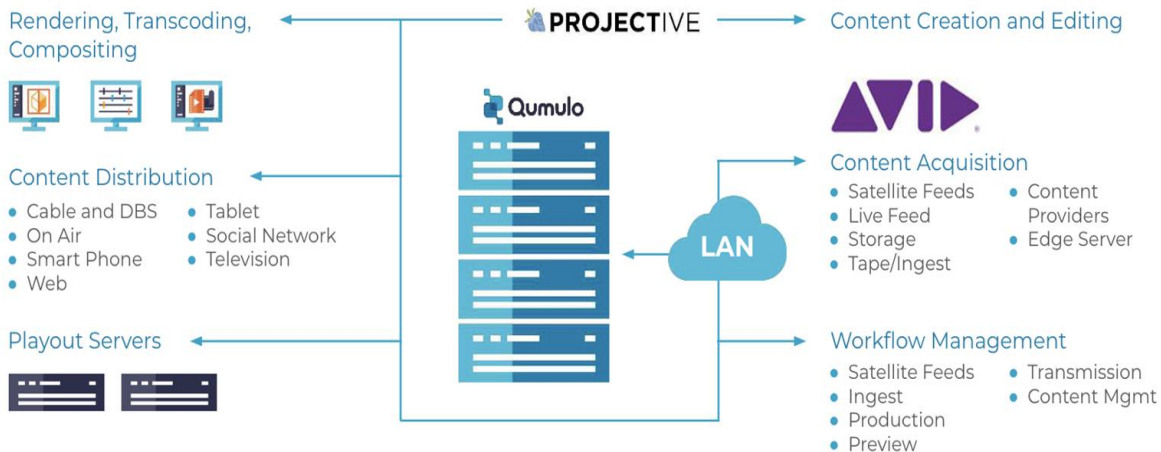 Rendering, Transcoding,
Compositing
PROJECTIVE
Content Creation and Editing
Qumulo
AVID
Content Distribution
Cable and DBS
On Air
Smart Phone
Web
Tablet
Social Network
Television
LAN
Content Acquisition
Satellite Feeds
Live Feed
Storage
Tape/Ingest
Content
Providers
Edge Server
Playout Servers
Workflow Management
Satellite Feeds
Ingest
Production
Preview
Transmission
Content Mgmt